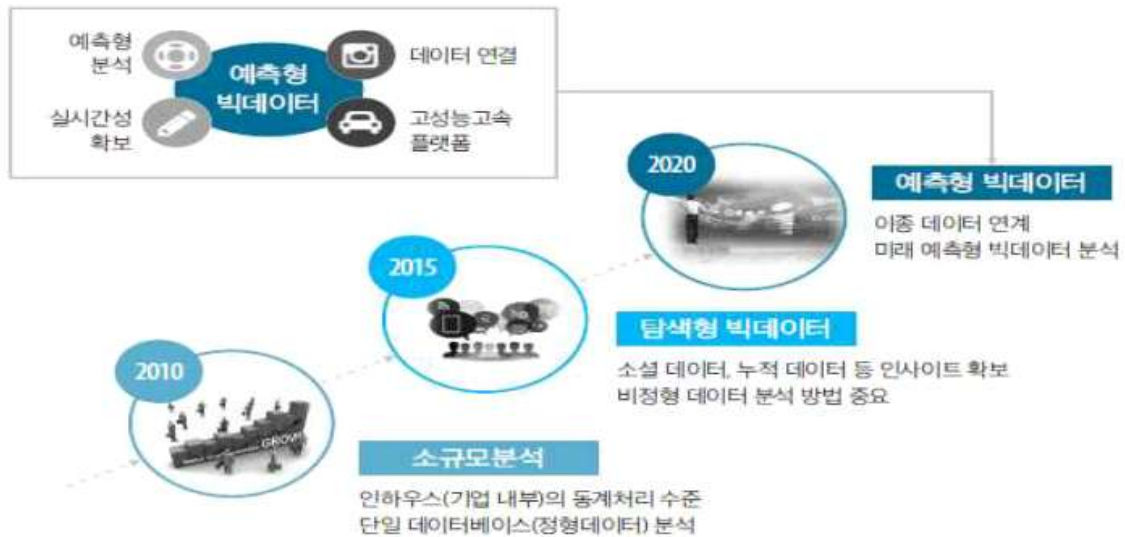 예측형
분석
실시간성
확보
예측형
빅데이터
데이터 연결
고성능고속
플랫폼
2020
예측형 빅데이터
이종 데이터 연계
미래 예측형 빅데이터 분석
2015
탐색형 빅데이터
소셜 데이터, 누적 데이터 등 인사이트 확보
비정형 데이터 분석 방법 중요
2010
GROW
소규모분석
인하우스(기업 내부)의 통계처리 수준
단일 데이터베이스(정형데이터) 분석